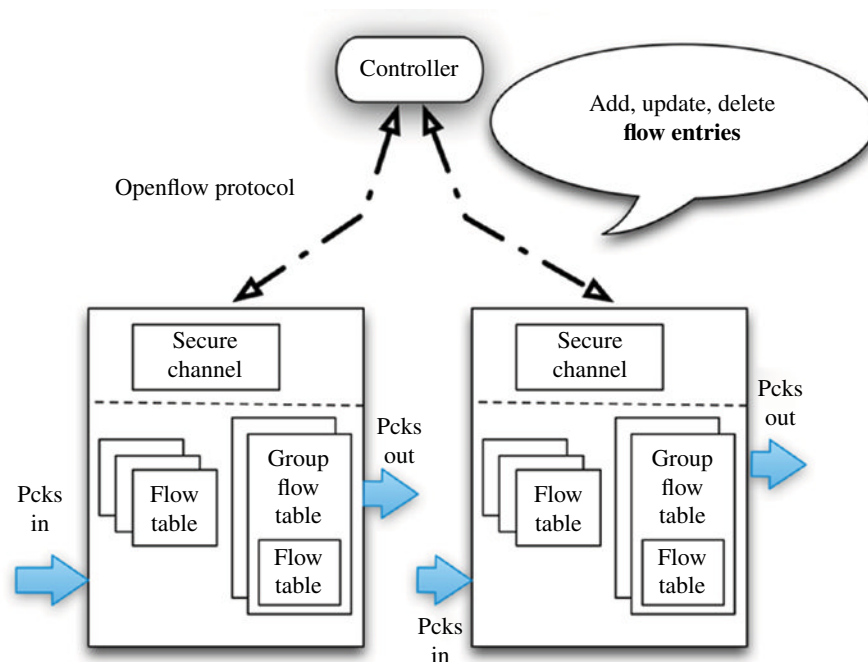 Controller
Add, update, delete
flow entries
Openflow protocol
Secure
channel
Secure
channel
Pcks
in
Flow
table
Group
flow
table
Flow
table
Pcks
out
Pcks
in
Flow
table
Group
flow
table
Flow
table
Pcks
out